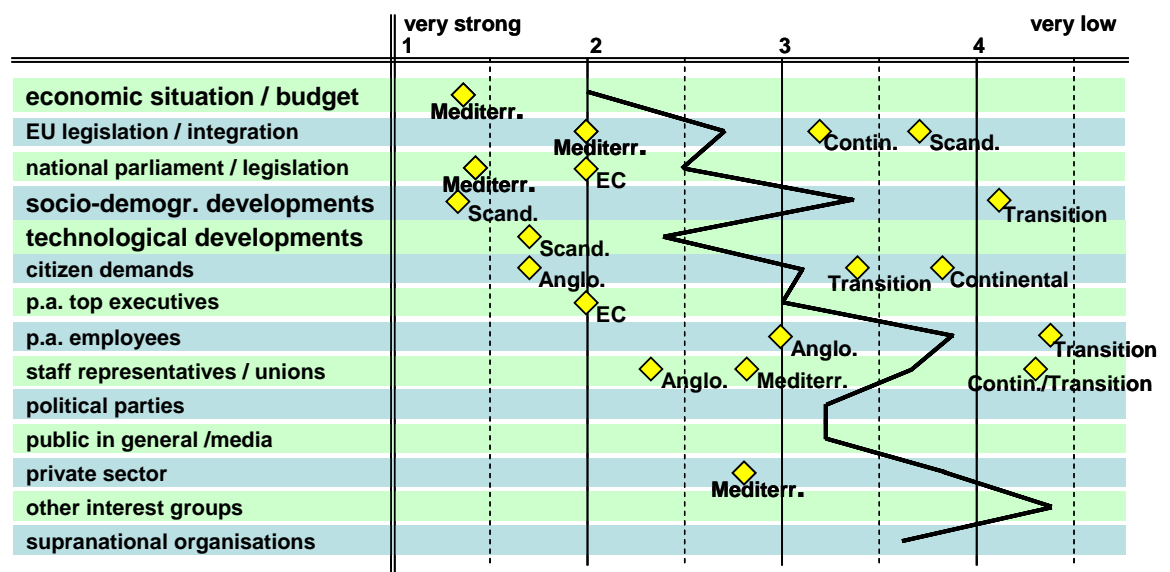 very strong very low
1 2 3 4
economic situation / budget
Mediterr.
EU legislation / integration
Mediterr. Contin. Scand.
national parliament / legislation
Mediterr. EC
socio-demogr. developments
Scand. Transition
technological developments
Scand.
citizen demands
Anglo. Transition Continental
p.a. top executives
EC
p.a. employees
Anglo. Transition
staff representatives / unions
Anglo. Mediterr. Contin./Transition
political parties
public in general /media
private sector
Mediterr.
other interest groups
supranational organisations